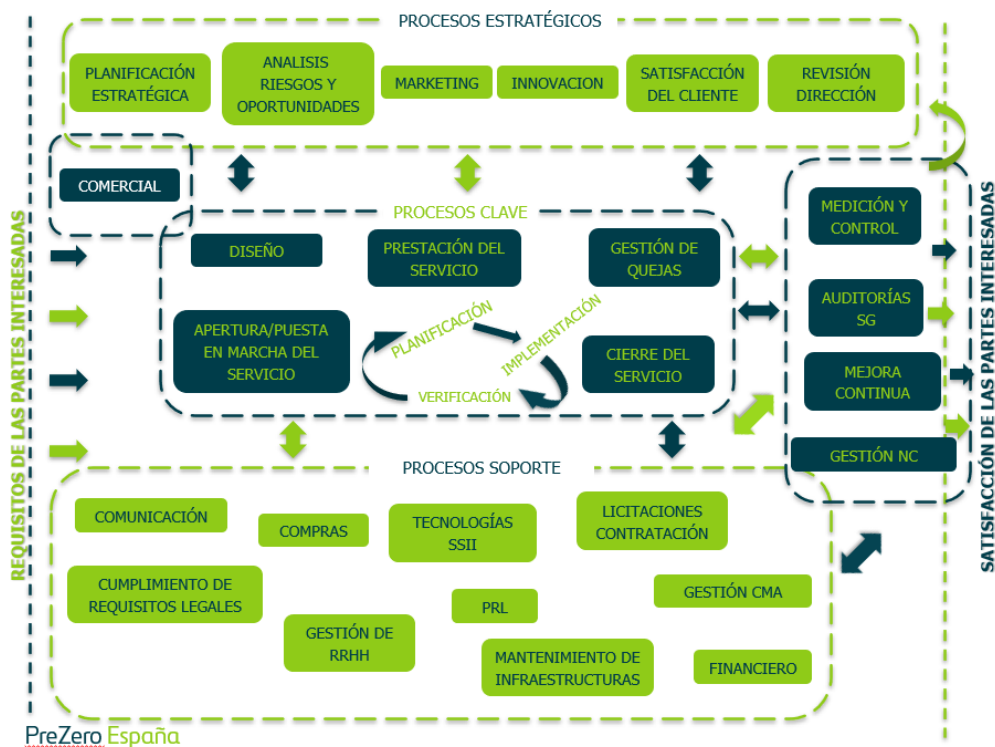 PROCESOS ESTRATÉGICOS
PLANIFICACIÓN
ESTRATÉGICA
ANALISIS
RIESGOS Y
OPORTUNIDADES
MARKETING
INNOVACION
SATISFACCIÓN
DEL CLIENTE
REVISIÓN
DIRECCIÓN
COMERCIAL
REQUISITOS DE LAS PARTES INTERESADAS
PROCESOS CLAVE
DISEÑO
PRESTACIÓN DEL
SERVICIO
GESTIÓN DE
QUEJAS
APERTURA/PUESTA
EN MARCHA DEL
SERVICIO
PLANIFICACIÓN
IMPLEMENTACIÓN
VERIFICACIÓN
CIERRE DEL
SERVICIO
MEDICIÓN Y
CONTROL
AUDITORÍAS
SG
MEJORA
CONTINUA
GESTIÓN NC
SATISFACCIÓN DE LAS PARTES INTERESADAS
PROCESOS SOPORTE
COMUNICACIÓN
COMPRAS
TECNOLOGÍAS
SSII
LICITACIONES
CONTRATACIÓN
CUMPLIMIENTO DE
REQUISITOS LEGALES
GESTIÓN DE
RRHH
PRL
GESTIÓN CMA
MANTENIMIENTO DE
INFRAESTRUCTURAS
FINANCIERO
PreZero España